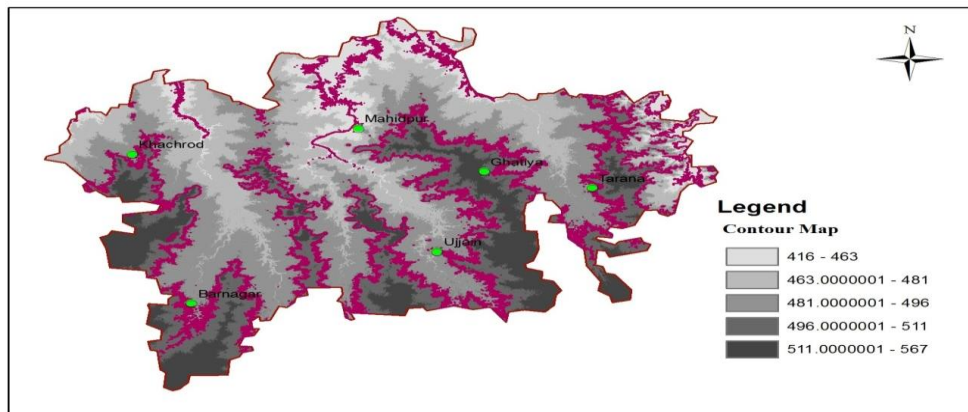 N
Mahidpur
Khachrod
Ghatiya
Tarana
Ujjain
Barnagar
Legend
Contour Map
416 - 463
463.0000001 - 481
481.0000001 - 496
496.0000001 - 511
511.0000001 - 567